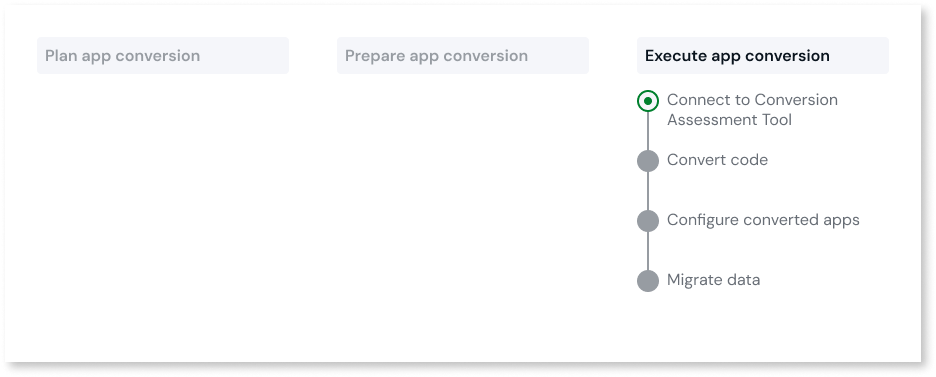 Plan app conversion
Prepare app conversion
Execute app conversion
Connect to Conversion
Assessment Tool
Convert code
Configure converted apps
Migrate data